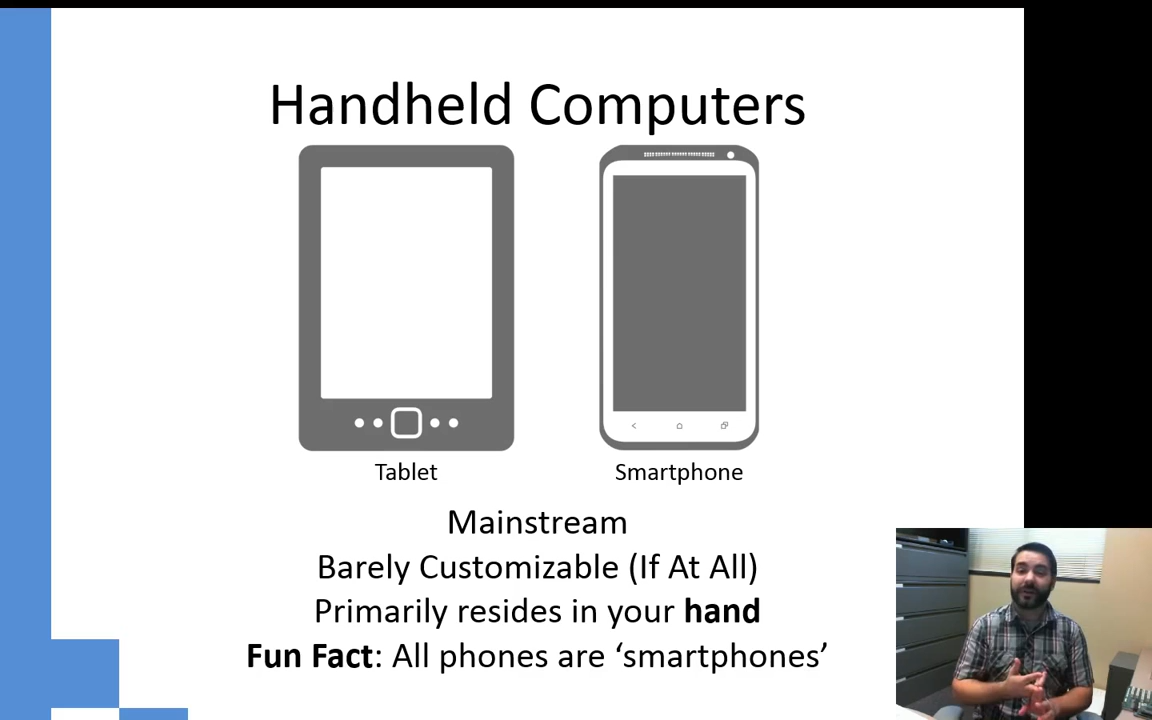 Handheld Computers
Tablet
Smartphone
Mainstream
Barely Customizable (If At All)
Primarily resides in your hand
Fun Fact: All phones are ‘smartphones’